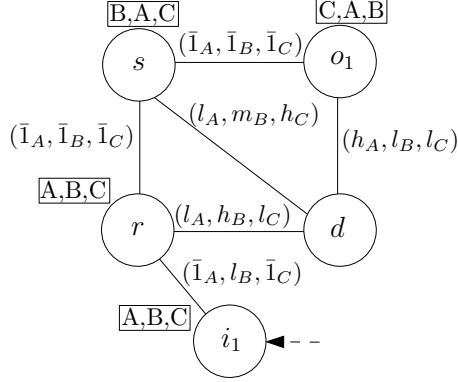 B,A,C
C,A,B
s
(1̄_A, 1̄_B, 1̄_C)
o_1
(l_A, m_B, h_C)
(1̄_A, 1̄_B, 1̄_C)
(h_A, l_B, l_C)
A,B,C
r
(l_A, h_B, l_C)
d
(1̄_A, l_B, 1̄_C)
A,B,C
i_1